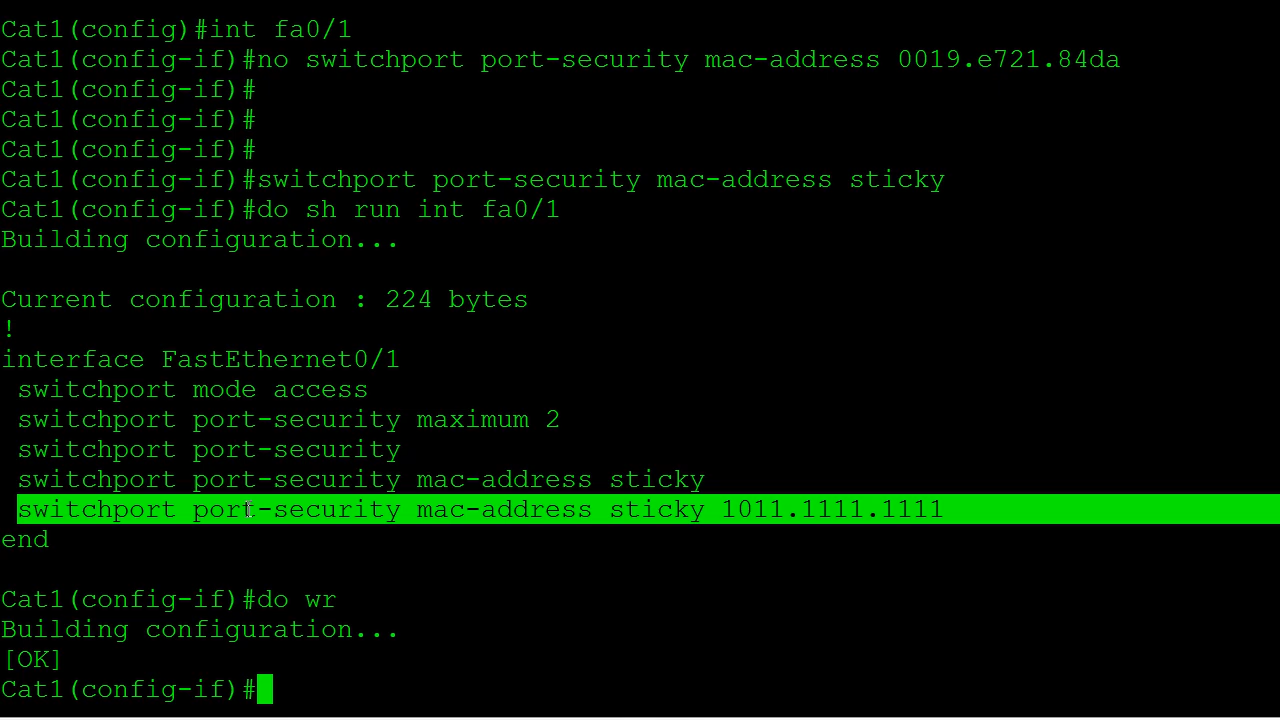 Cat1(config)#int fa0/1
Cat1(config-if)#no switchport port-security mac-address 0019.e721.84da
Cat1(config-if)#
Cat1(config-if)#
Cat1(config-if)#
Cat1(config-if)#switchport port-security mac-address sticky
Cat1(config-if)#do sh run int fa0/1
Building configuration...
Current configuration : 224 bytes
!
interface FastEthernet0/1
switchport mode access
switchport port-security maximum 2
switchport port-security
switchport port-security mac-address sticky
switchport port-security mac-address sticky 1011.1111.1111
end
Cat1(config-if)#do wr
Building configuration...
[OK]
Cat1(config-if)#